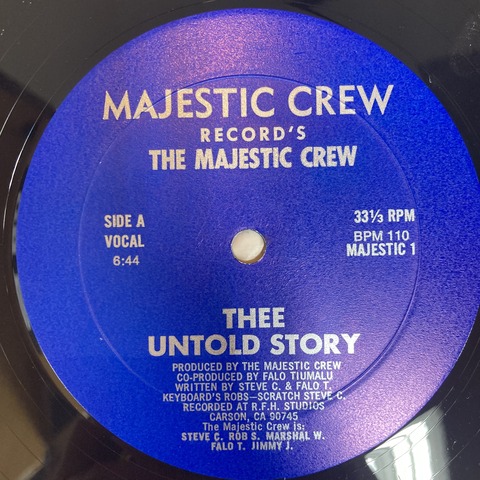 MAJESTIC CREW
RECORD'S
THE MAJESTIC CREW
SIDE A
VOCAL
6:44
33⅓ RPM
BPM 110
MAJESTIC 1
THEE
UNTOLD STORY
PRODUCED BY THE MAJESTIC CREW
CO-PRODUCED BY FALO TIUMALU
WRITTEN BY STEVE C. & FALO T.
KEYBOARD'S ROBS—SCRATCH STEVE C.
RECORDED AT R.F.H. STUDIOS
CARSON, CA 90745
The Majestic Crew is:
STEVE C. ROB S. MARSHAL W.
FALO T. JIMMY J.